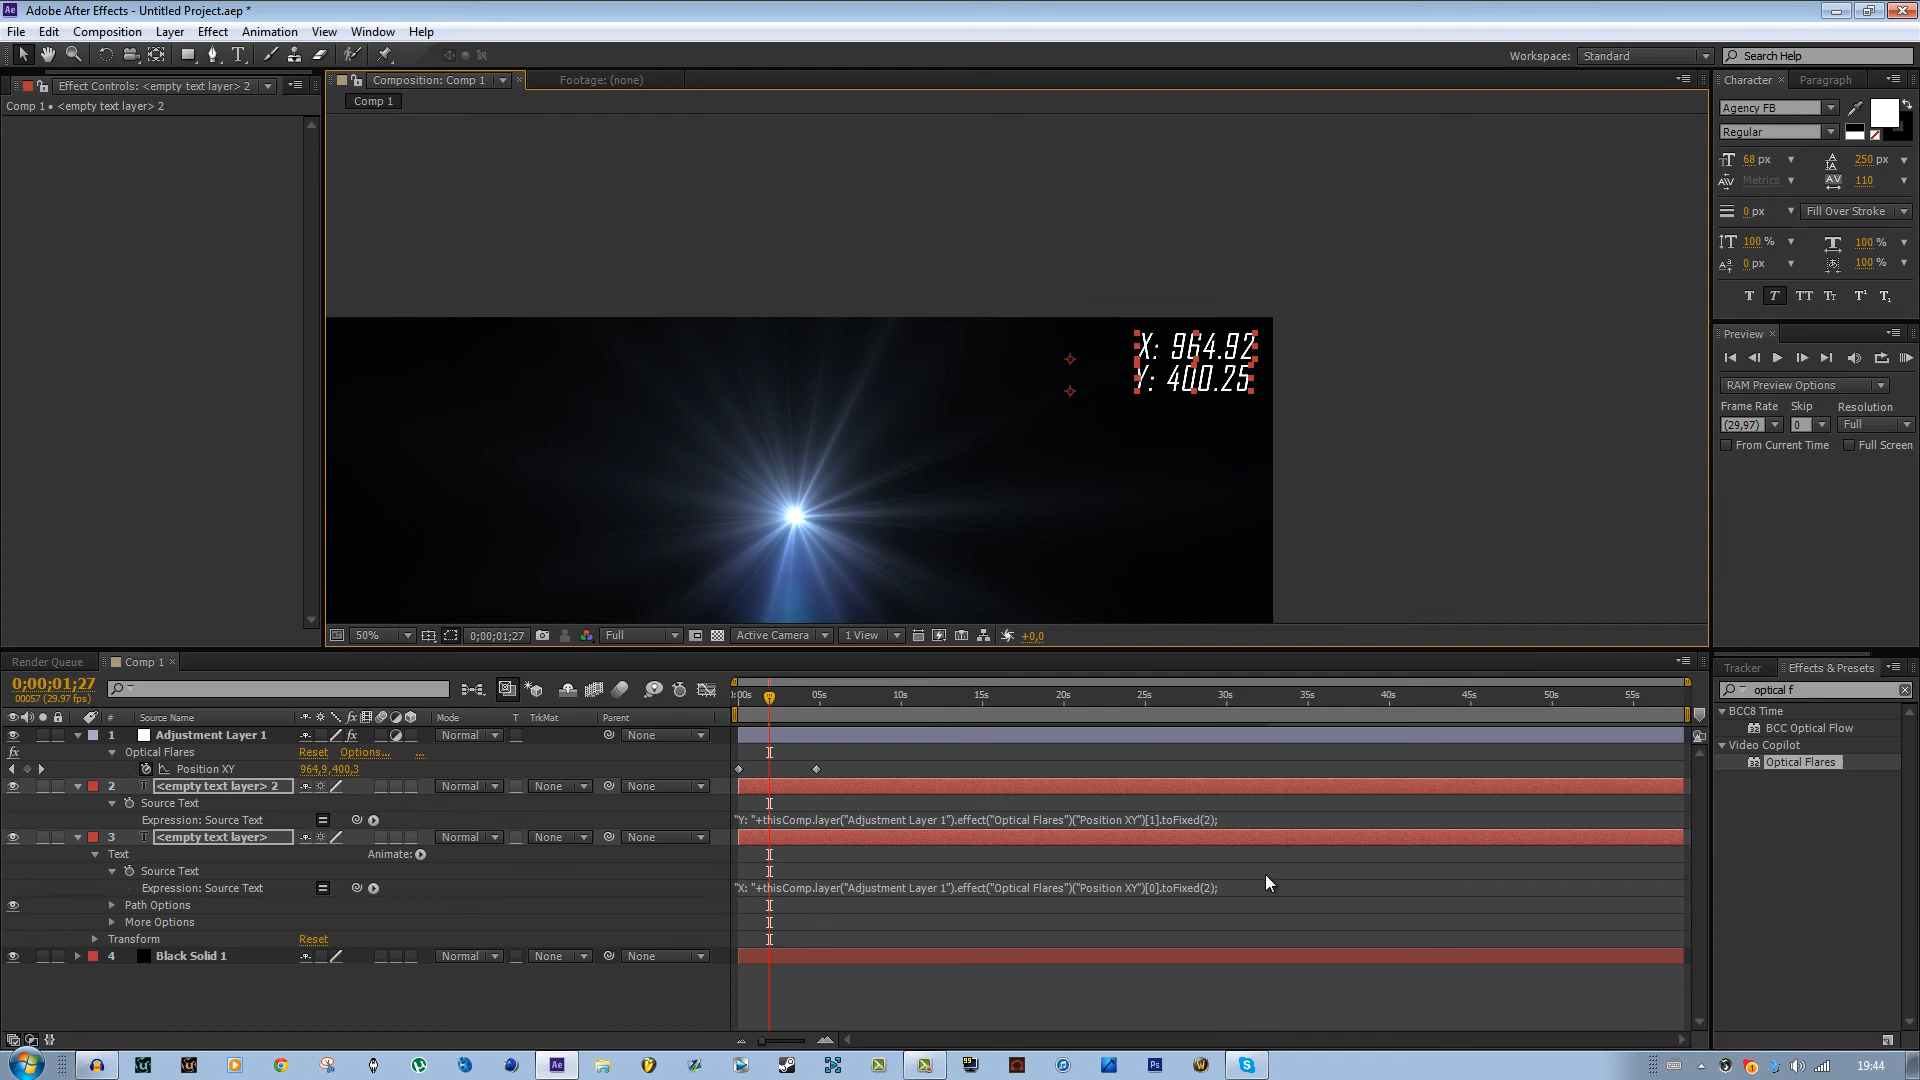 Adobe After Effects - Untitled Project.aep *
File Edit Composition Layer Effect Animation View Window Help
Workspace: Standard Search Help
Effect Controls: <empty text layer> 2
Comp 1 • <empty text layer> 2
Composition: Comp 1 Footage: (none)
Comp 1
X: 964.92
Y: 400.25
50% 0;00;01;27 Full Active Camera 1 View +0,0
Character Paragraph
Agency FB
Regular
68 px 250 px
Metrics 110
0 px Fill Over Stroke
100 % 100 %
0 px 100 %
T T TT Tt T¹ T₁
Preview
RAM Preview Options
Frame Rate Skip Resolution
(29,97) 0 Full
From Current Time Full Screen
Tracker Effects & Presets
optical f
BCC8 Time
BCC Optical Flow
Video Copilot
Optical Flares
Render Queue Comp 1
0;00;01;27
00057 (29.97 fps)
:00s 05s 10s 15s 20s 25s 30s 35s 40s 45s 50s 55s
# Source Name Mode T TrkMat Parent
1 Adjustment Layer 1 Normal None
fx Optical Flares Reset Options... ...
Position XY 964,9,400,3
2 T <empty text layer> 2 Normal None None
Source Text
Expression: Source Text "Y: "+thisComp.layer("Adjustment Layer 1").effect("Optical Flares")("Position XY")[1].toFixed(2);
3 T <empty text layer> Normal None None
Text Animate:
Source Text
Expression: Source Text "X: "+thisComp.layer("Adjustment Layer 1").effect("Optical Flares")("Position XY")[0].toFixed(2);
Path Options
More Options
Transform Reset
4 Black Solid 1 Normal None None
19:44